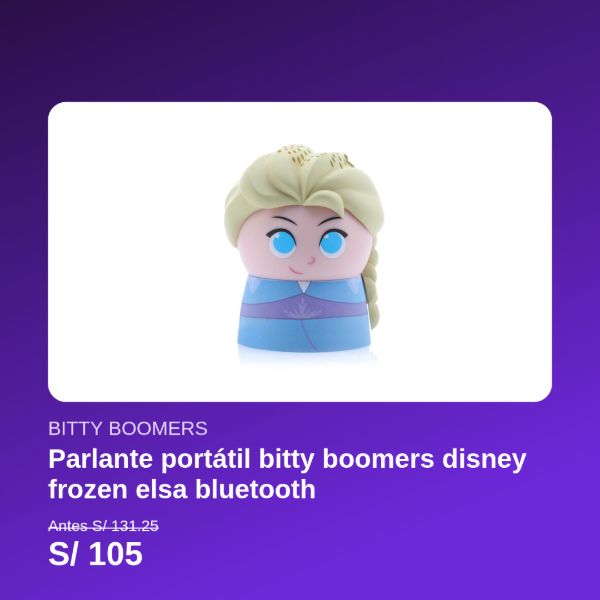 BITTY BOOMERS
Parlante portátil bitty boomers disney
frozen elsa bluetooth
Antes S/ 131.25
S/ 105